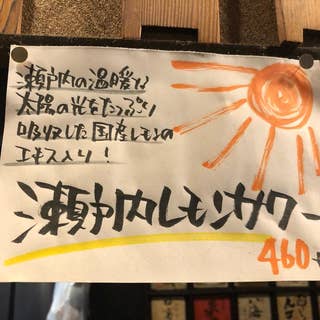 瀬戸内の温暖な
太陽の光をたっぷり
吸収した国産レモンの
エキス入り！
瀬戸内レモンサワー
460